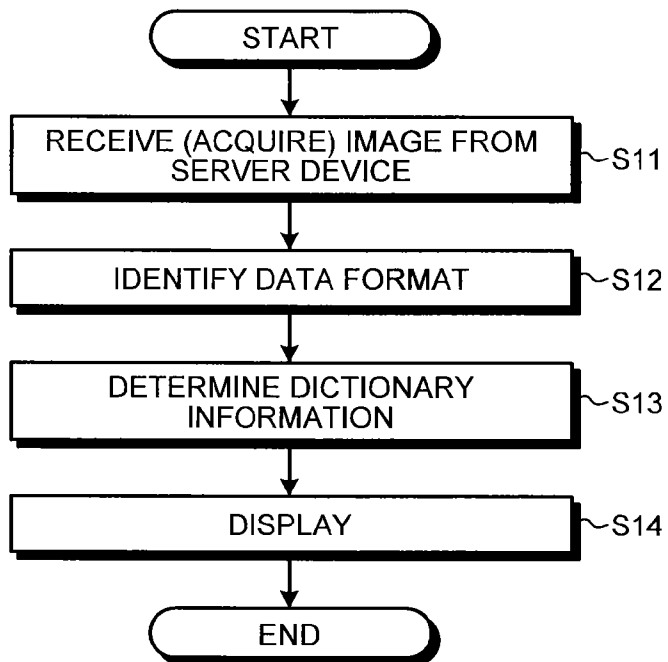 START
RECEIVE (ACQUIRE) IMAGE FROM
SERVER DEVICE
S11
IDENTIFY DATA FORMAT
S12
DETERMINE DICTIONARY
INFORMATION
S13
DISPLAY
S14
END